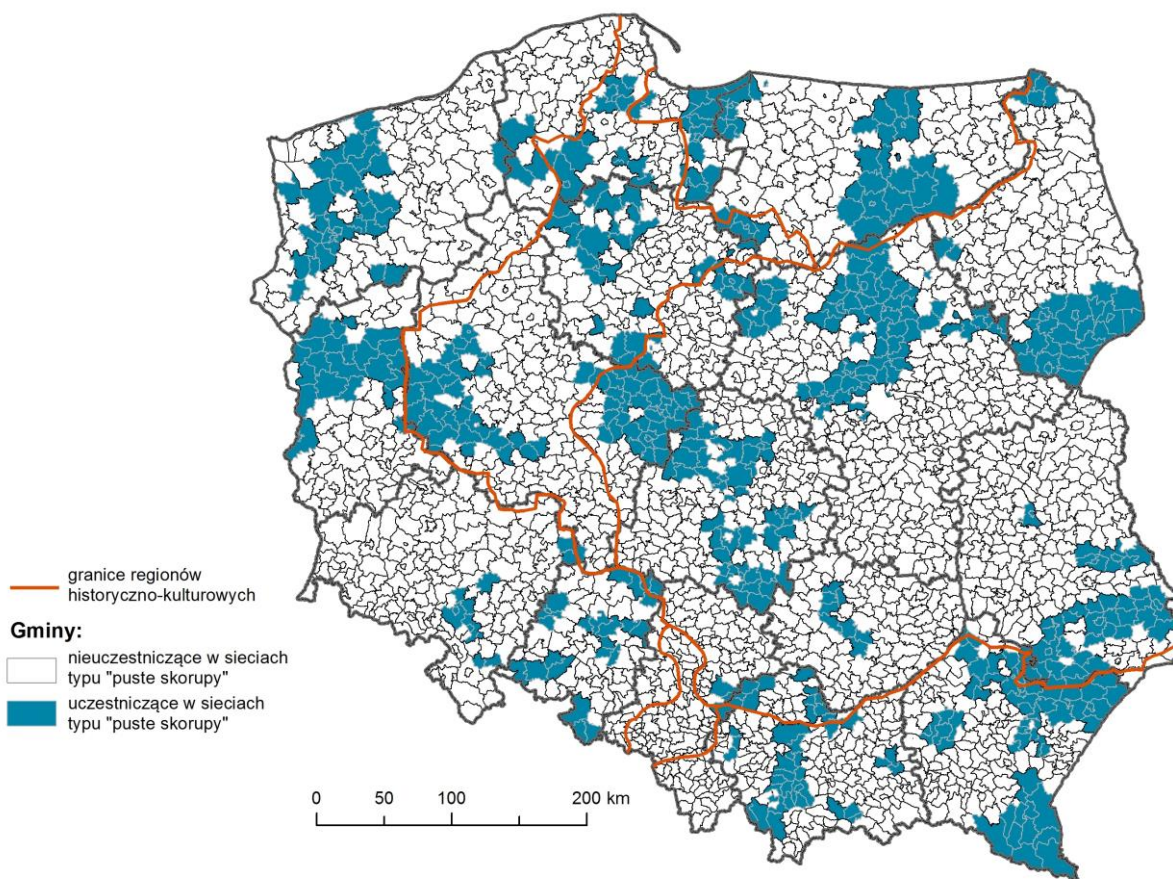 granice regionów
historyczno-kulturowych
Gminy:
nieuczestniczące w sieciach
typu "puste skorupy"
uczestniczące w sieciach
typu "puste skorupy"
0 50 100 200 km